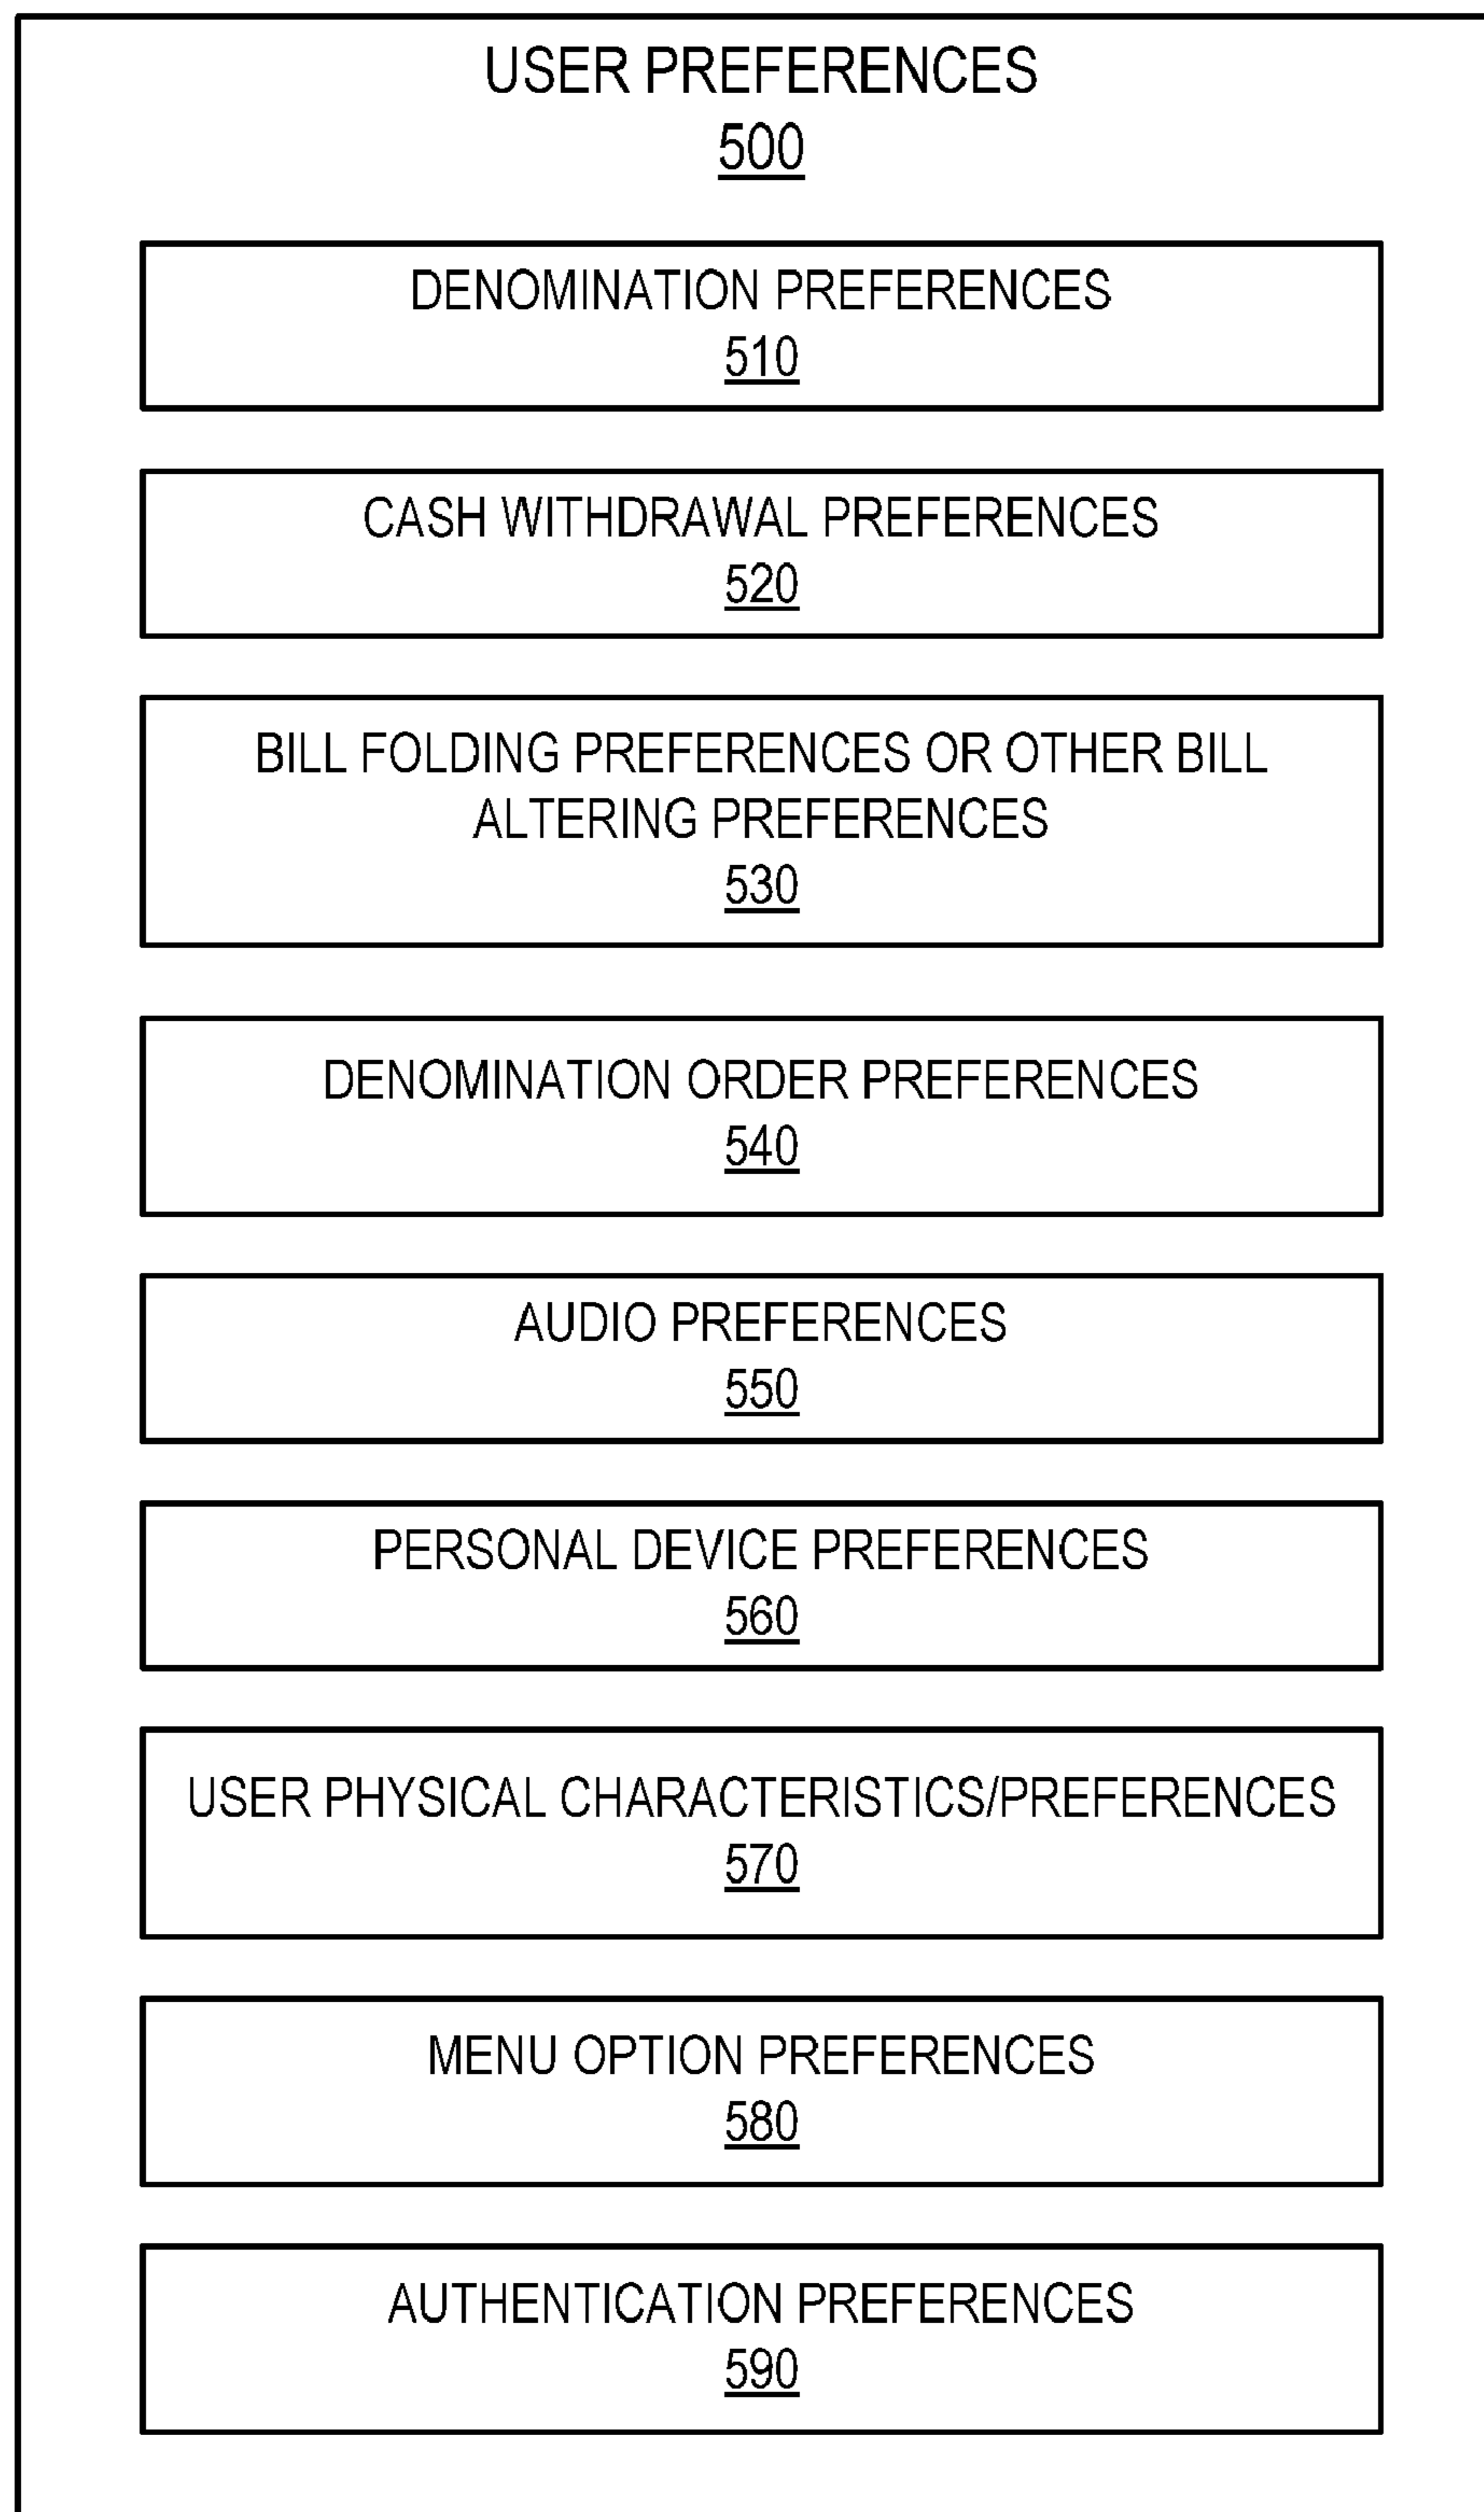 USER PREFERENCES
500
DENOMINATION PREFERENCES
510
CASH WITHDRAWAL PREFERENCES
520
BILL FOLDING PREFERENCES OR OTHER BILL
ALTERING PREFERENCES
530
DENOMINATION ORDER PREFERENCES
540
AUDIO PREFERENCES
550
PERSONAL DEVICE PREFERENCES
560
USER PHYSICAL CHARACTERISTICS/PREFERENCES
570
MENU OPTION PREFERENCES
580
AUTHENTICATION PREFERENCES
590